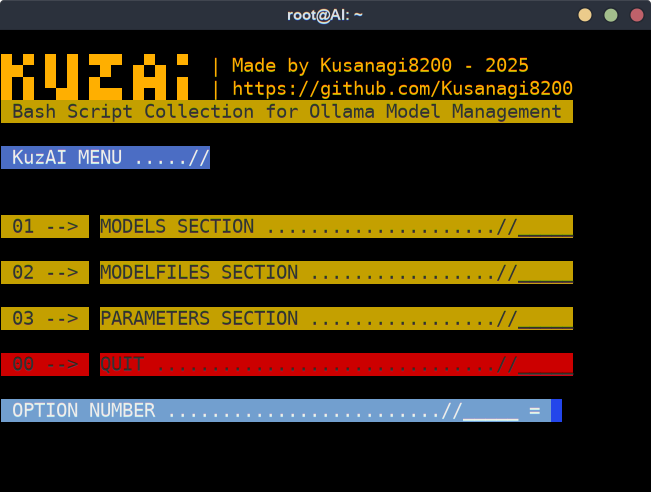 root@AI: ~
KUZAi | Made by Kusanagi8200 - 2025
| https://github.com/Kusanagi8200
Bash Script Collection for Ollama Model Management
KuzAI MENU .....//
01 --> MODELS SECTION .....................//_____
02 --> MODELFILES SECTION .................//_____
03 --> PARAMETERS SECTION .................//_____
00 --> QUIT ...............................//_____
OPTION NUMBER .........................//_____ =